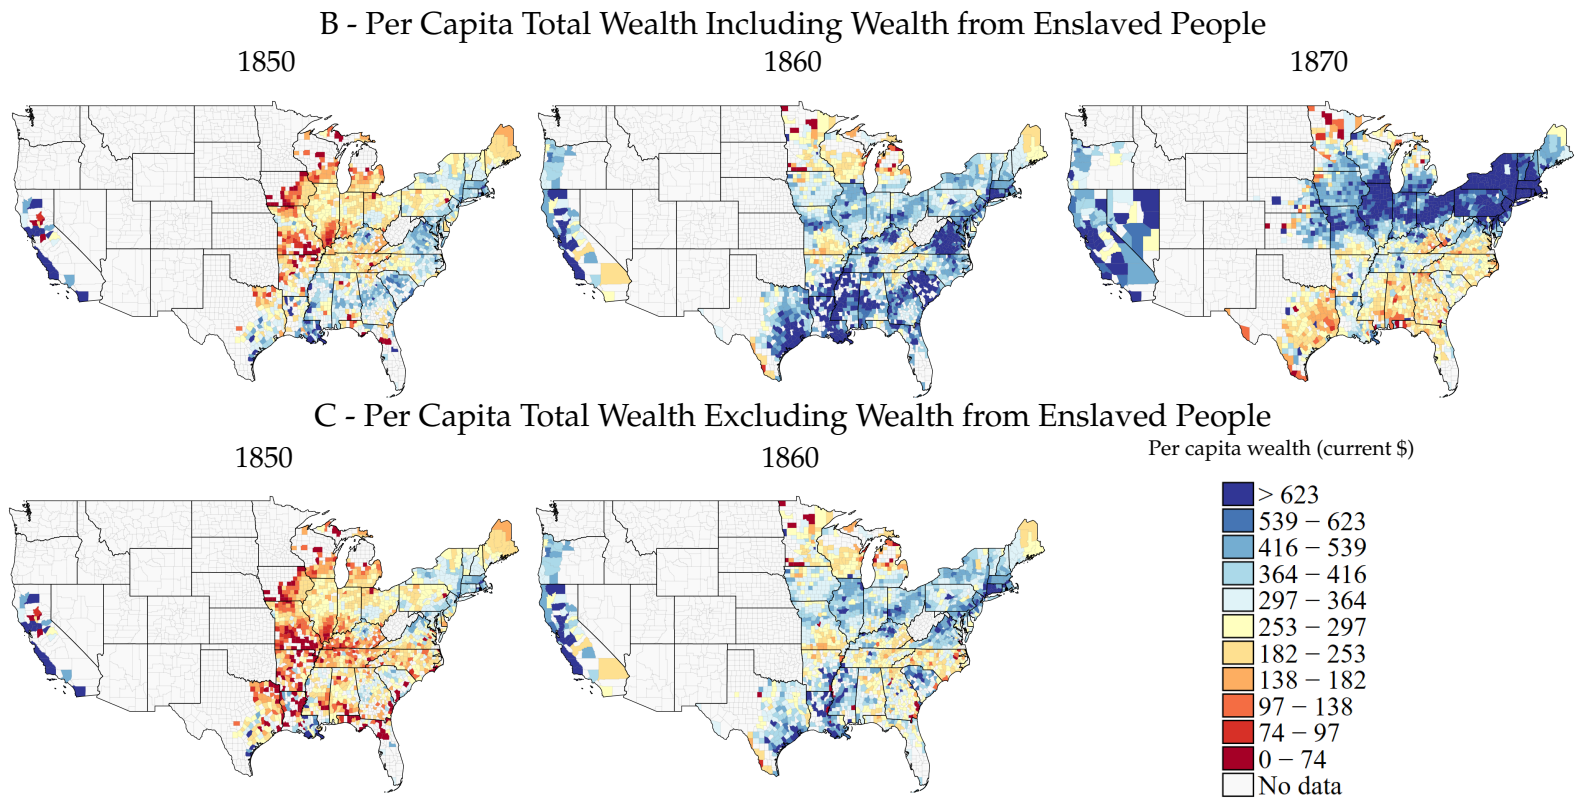 B - Per Capita Total Wealth Including Wealth from Enslaved People
1850
1860
1870
C - Per Capita Total Wealth Excluding Wealth from Enslaved People
1850
1860
Per capita wealth (current $)
> 623
539 − 623
416 − 539
364 − 416
297 − 364
253 − 297
182 − 253
138 − 182
97 − 138
74 − 97
0 − 74
No data